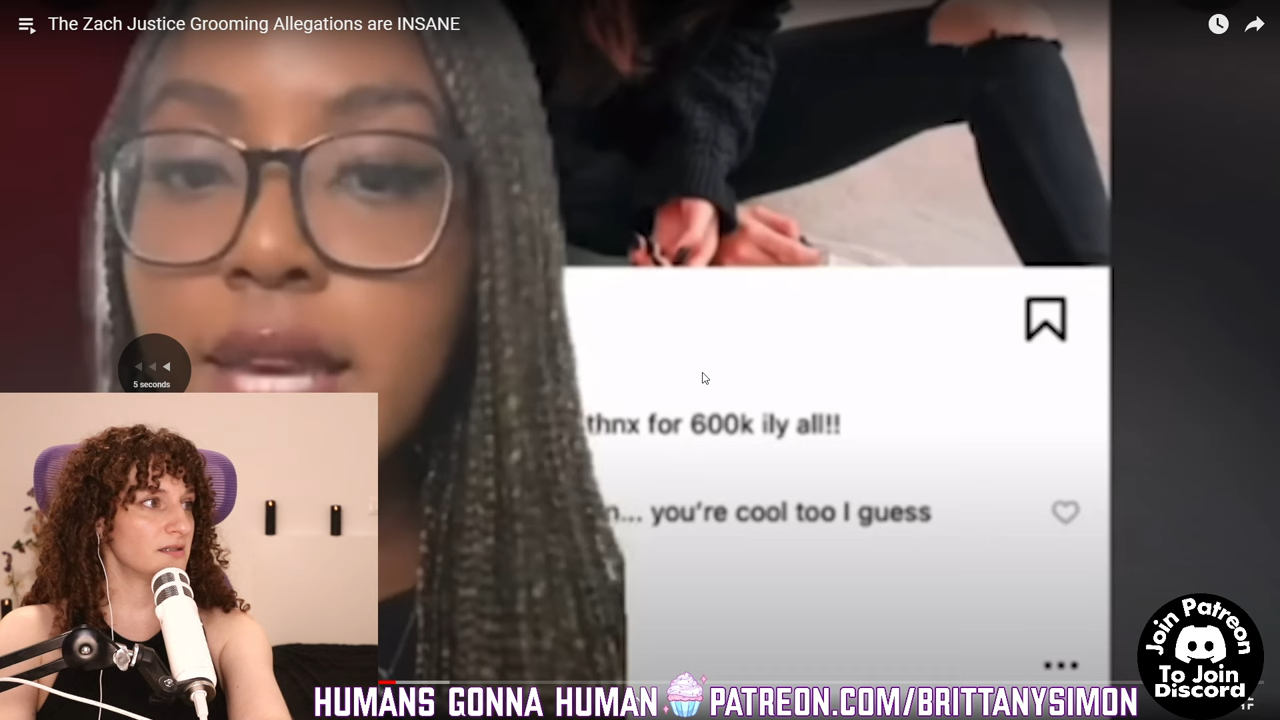 The Zach Justice Grooming Allegations are INSANE
thnx for 600k ily all!!
n... you're cool too I guess
5 seconds
Join Patreon
To Join
Discord
HUMANS GONNA HUMAN PATREON.COM/BRITTANYSIMON